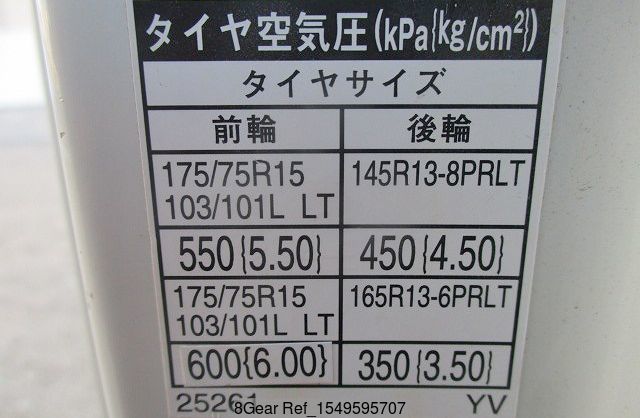 タイヤ空気圧(kPa{kg/cm²})
タイヤサイズ
前輪 後輪
175/75R15 145R13-8PRLT
103/101L LT
550{5.50} 450{4.50}
175/75R15 165R13-6PRLT
103/101L LT
600{6.00} 350{3.50}
25261 YV
8Gear Ref_1549595707